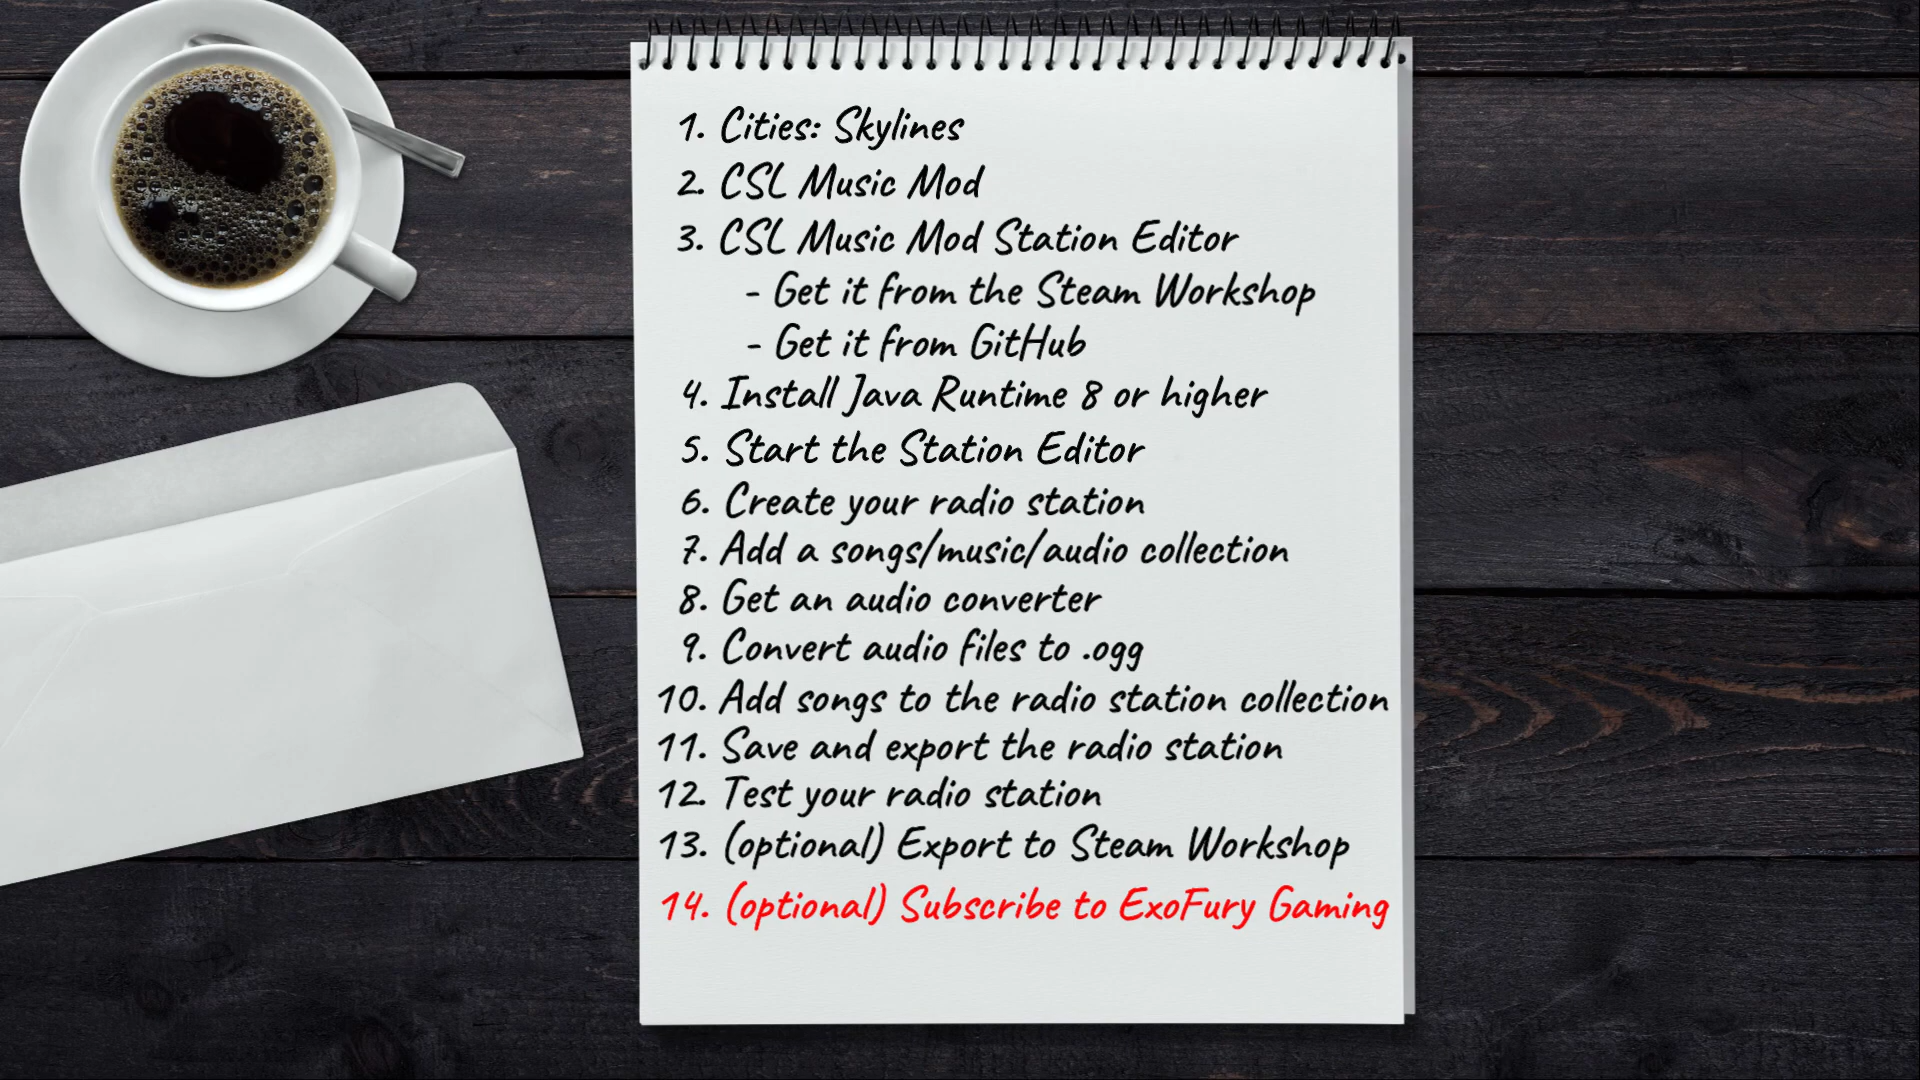 1. Cities: Skylines
2. CSL Music Mod
3. CSL Music Mod Station Editor
- Get it from the Steam Workshop
- Get it from GitHub
4. Install Java Runtime 8 or higher
5. Start the Station Editor
6. Create your radio station
7. Add a songs/music/audio collection
8. Get an audio converter
9. Convert audio files to .ogg
10. Add songs to the radio station collection
11. Save and export the radio station
12. Test your radio station
13. (optional) Export to Steam Workshop
14. (optional) Subscribe to ExoFury Gaming